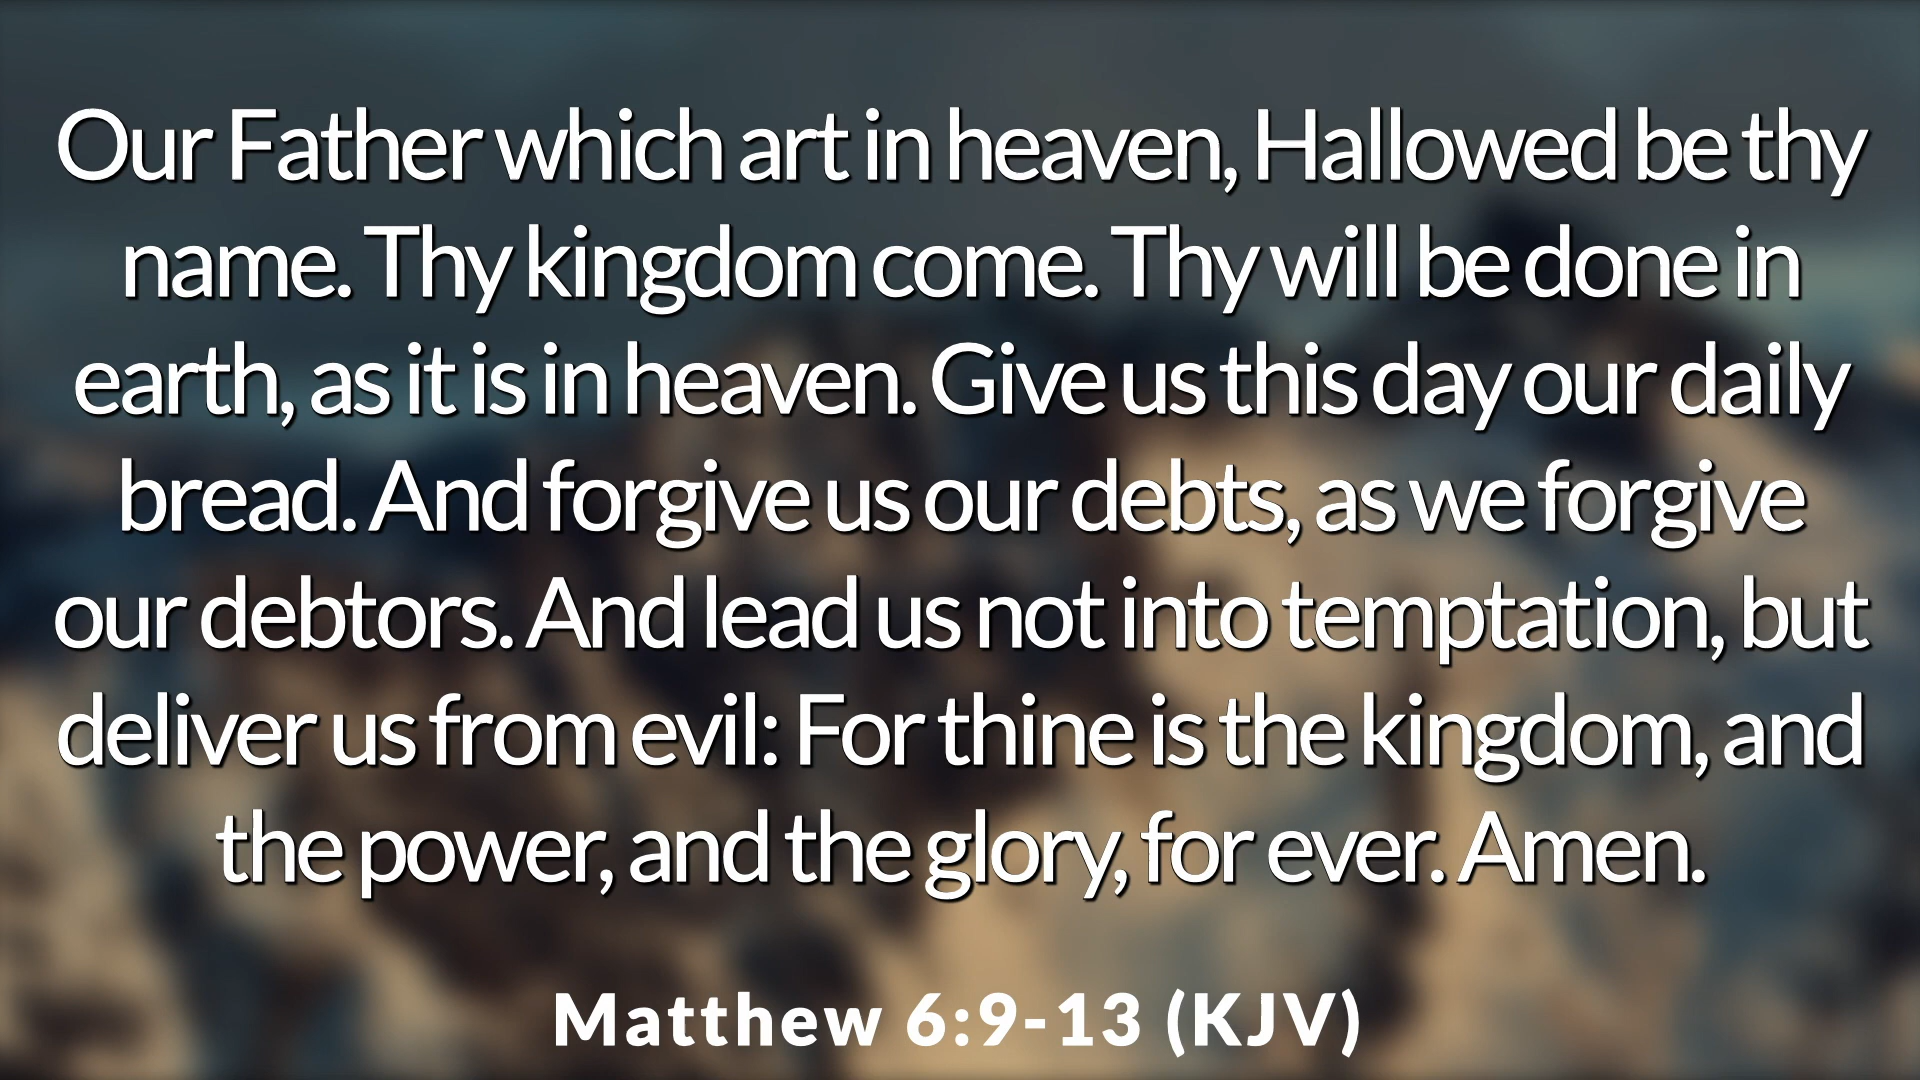 Our Father which art in heaven, Hallowed be thy
name. Thy kingdom come. Thy will be done in
earth, as it is in heaven. Give us this day our daily
bread. And forgive us our debts, as we forgive
our debtors. And lead us not into temptation, but
deliver us from evil: For thine is the kingdom, and
the power, and the glory, for ever. Amen.
Matthew 6:9-13 (KJV)